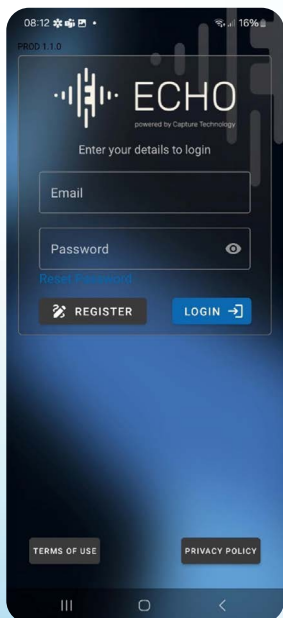 08:12 16%
PROD 1.1.0
ECHO
powered by Capture Technology
Enter your details to login
Email
Password
Reset Password
REGISTER LOGIN
TERMS OF USE PRIVACY POLICY